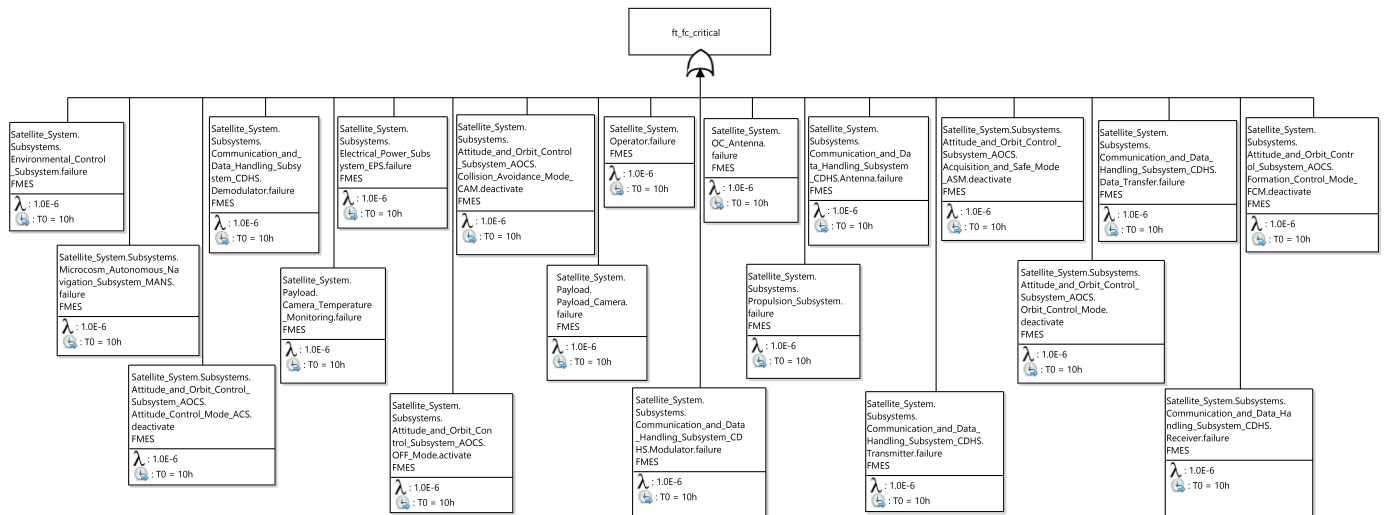 ft_fc_critical
Satellite_System.
Subsystems.
Environmental_Control
_Subsystem.failure
FMES
λ : 1.0E-6
: T0 = 10h
Satellite_System.
Subsystems.
Communication_and_
Data_Handling_Subsy
stem_CDHS.
Demodulator.failure
FMES
λ : 1.0E-6
: T0 = 10h
Satellite_System.
Subsystems.
Electrical_Power_Subs
ystem_EPS.failure
FMES
λ : 1.0E-6
: T0 = 10h
Satellite_System.
Subsystems.
Attitude_and_Orbit_Control
_Subsystem_AOCS.
Collision_Avoidance_Mode_
CAM.deactivate
FMES
λ : 1.0E-6
: T0 = 10h
Satellite_System.
Operator.failure
FMES
λ : 1.0E-6
: T0 = 10h
Satellite_System.
OC_Antenna.
failure
FMES
λ : 1.0E-6
: T0 = 10h
Satellite_System.
Subsystems.
Communication_and_Da
ta_Handling_Subsystem
_CDHS.Antenna.failure
FMES
λ : 1.0E-6
: T0 = 10h
Satellite_System.Subsystems.
Attitude_and_Orbit_Control_
Subsystem_AOCS.
Acquisition_and_Safe_Mode
_ASM.deactivate
FMES
λ : 1.0E-6
: T0 = 10h
Satellite_System.
Subsystems.
Communication_and_Data_
Handling_Subsystem_CDHS.
Data_Transfer.failure
FMES
λ : 1.0E-6
: T0 = 10h
Satellite_System.
Subsystems.
Attitude_and_Orbit_Contr
ol_Subsystem_AOCS.
Formation_Control_Mode_
FCM.deactivate
FMES
λ : 1.0E-6
: T0 = 10h
Satellite_System.Subsystems.
Microcosm_Autonomous_Na
vigation_Subsystem_MANS.
failure
FMES
λ : 1.0E-6
: T0 = 10h
Satellite_System.
Payload.
Camera_Temperature
_Monitoring.failure
FMES
λ : 1.0E-6
: T0 = 10h
Satellite_System.
Payload.
Payload_Camera.
failure
FMES
λ : 1.0E-6
: T0 = 10h
Satellite_System.
Subsystems.
Propulsion_Subsystem.
failure
FMES
λ : 1.0E-6
: T0 = 10h
Satellite_System.Subsystems.
Attitude_and_Orbit_Control_
Subsystem_AOCS.
Orbit_Control_Mode.
deactivate
FMES
λ : 1.0E-6
: T0 = 10h
Satellite_System.Subsystems.
Attitude_and_Orbit_Control_
Subsystem_AOCS.
Attitude_Control_Mode_ACS.
deactivate
FMES
λ : 1.0E-6
: T0 = 10h
Satellite_System.
Subsystems.
Attitude_and_Orbit_Con
trol_Subsystem_AOCS.
OFF_Mode.activate
FMES
λ : 1.0E-6
: T0 = 10h
Satellite_System.
Subsystems.
Communication_and_Data
_Handling_Subsystem_CD
HS.Modulator.failure
FMES
λ : 1.0E-6
: T0 = 10h
Satellite_System.
Subsystems.
Communication_and_Data_
Handling_Subsystem_CDHS.
Transmitter.failure
FMES
λ : 1.0E-6
: T0 = 10h
Satellite_System.Subsystems.
Communication_and_Data_Ha
ndling_Subsystem_CDHS.
Receiver.failure
FMES
λ : 1.0E-6
: T0 = 10h